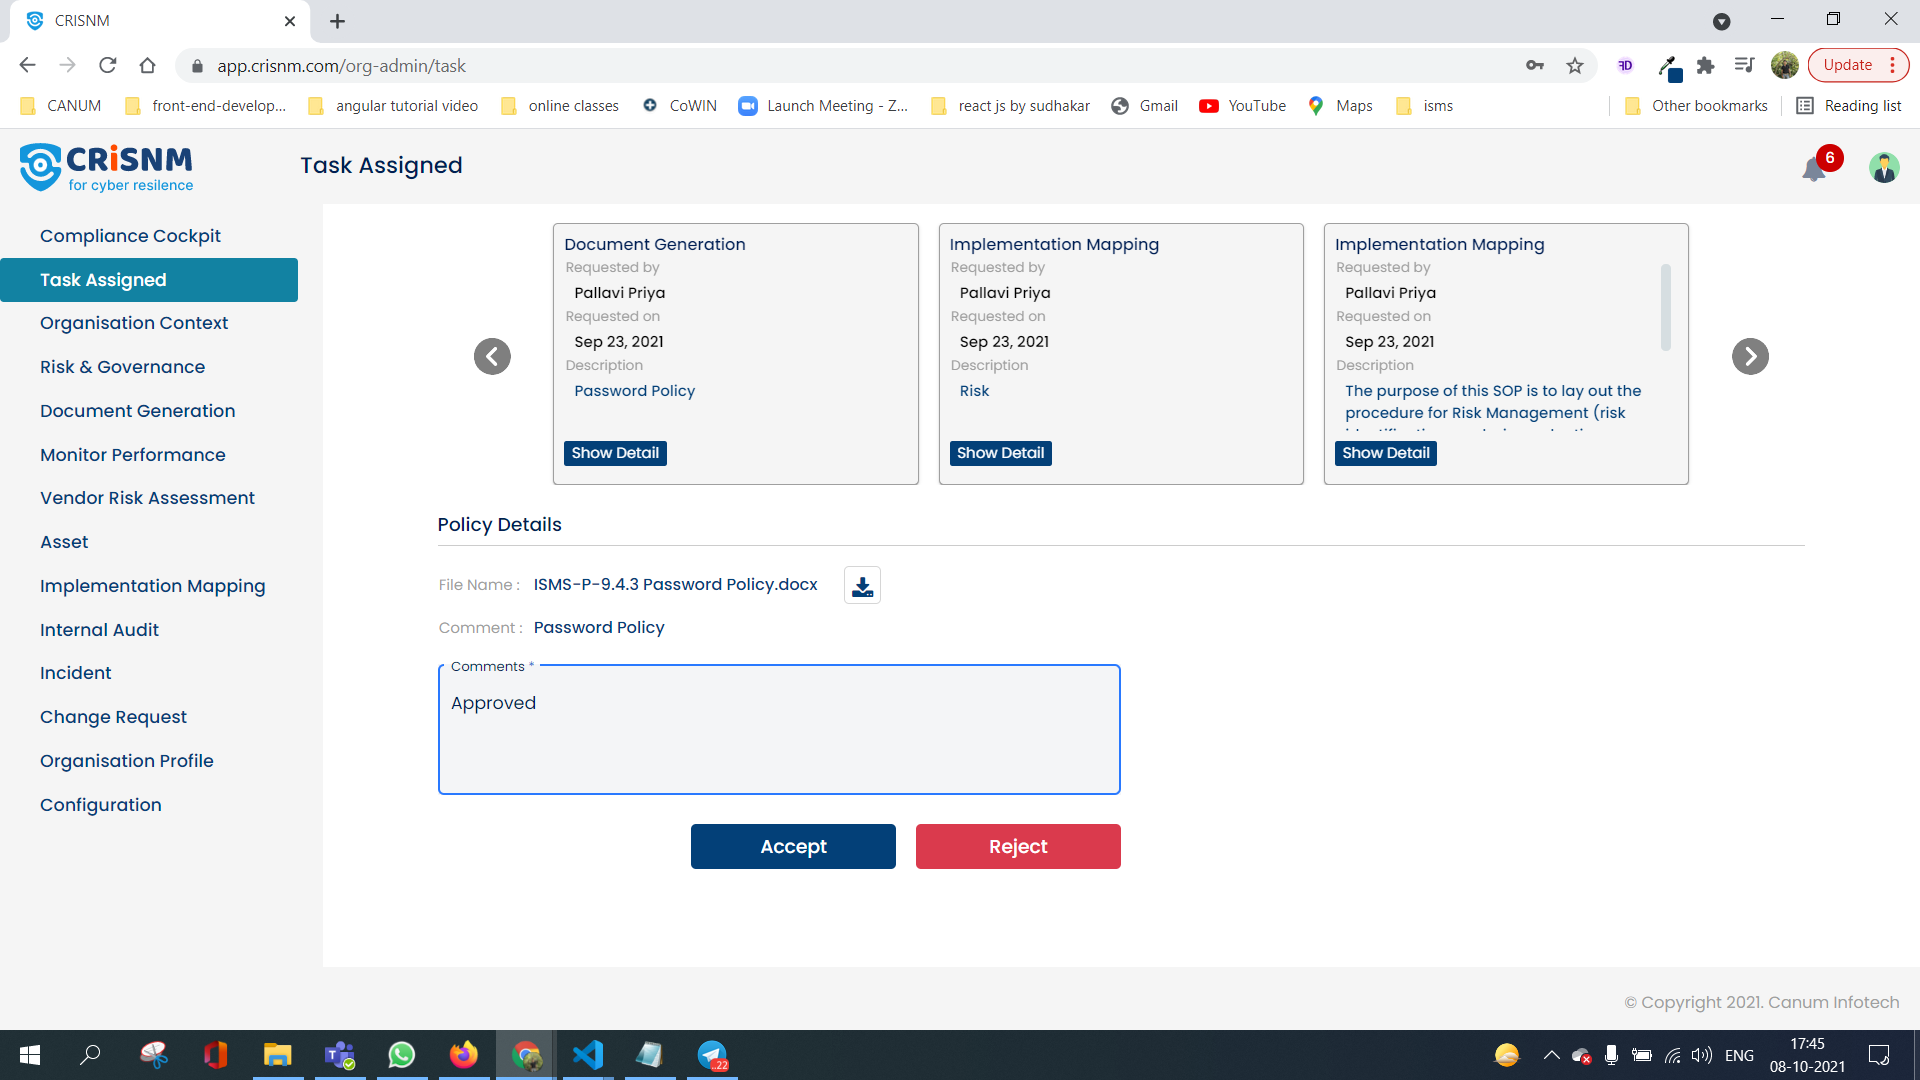 CRISNM
app.crisnm.com/org-admin/task
Update
CANUM
front-end-develop...
angular tutorial video
online classes
CoWIN
Launch Meeting - Z...
react js by sudhakar
Gmail
YouTube
Maps
isms
Other bookmarks
Reading list
CRiSNM
for cyber resilence
Task Assigned
6
Compliance Cockpit
Task Assigned
Organisation Context
Risk & Governance
Document Generation
Monitor Performance
Vendor Risk Assessment
Asset
Implementation Mapping
Internal Audit
Incident
Change Request
Organisation Profile
Configuration
Document Generation
Requested by
Pallavi Priya
Requested on
Sep 23, 2021
Description
Password Policy
Show Detail
Implementation Mapping
Requested by
Pallavi Priya
Requested on
Sep 23, 2021
Description
Risk
Show Detail
Implementation Mapping
Requested by
Pallavi Priya
Requested on
Sep 23, 2021
Description
The purpose of this SOP is to lay out the
procedure for Risk Management (risk
Show Detail
Policy Details
File Name : ISMS-P-9.4.3 Password Policy.docx
Comment : Password Policy
Comments *
Approved
Accept
Reject
© Copyright 2021. Canum Infotech
..22
ENG
17:45
08-10-2021